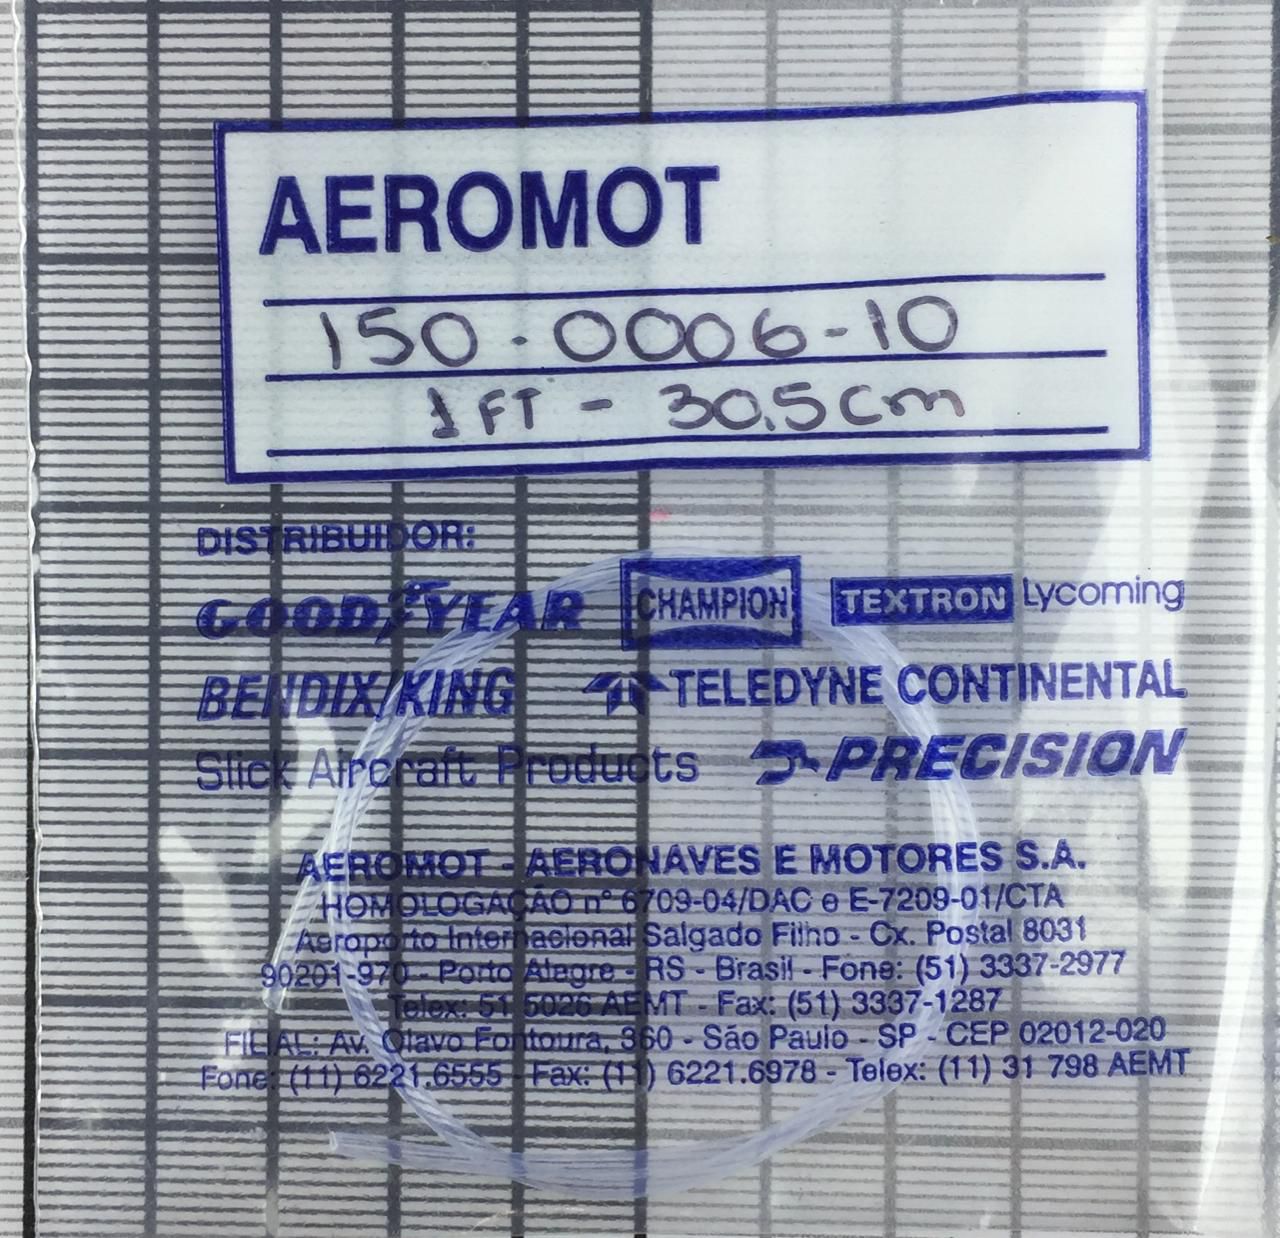 AEROMOT
150.0006-10
1 FT - 30,5 cm
DISTRIBUIDOR:
GOODYEAR CHAMPION TEXTRON Lycoming
BENDIX/KING TELEDYNE CONTINENTAL
Slick Aircraft Products PRECISION
AEROMOT - AERONAVES E MOTORES S.A.
HOMOLOGAÇÃO nº 6709-04/DAC e E-7209-01/CTA
Aeroporto Internacional Salgado Filho - Cx. Postal 8031
90201-970 - Porto Alegre - RS - Brasil - Fone: (51) 3337-2977
Telex: 51 5026 AEMT - Fax: (51) 3337-1287
FILIAL: Av. Olavo Fontoura, 360 - São Paulo - SP - CEP 02012-020
Fone: (11) 6221.6555 - Fax: (11) 6221.6978 - Telex: (11) 31 798 AEMT